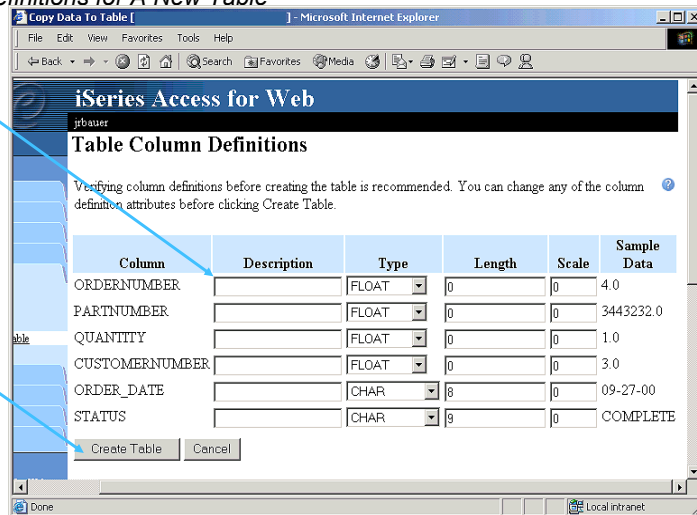 efinitions for A New Table
Copy Data To Table [ ] - Microsoft Internet Explorer
File Edit View Favorites Tools Help
Back Search Favorites Media
iSeries Access for Web
jrbauer
Table Column Definitions
Verifying column definitions before creating the table is recommended. You can change any of the column
definition attributes before clicking Create Table.
Column Description Type Length Scale Sample Data
ORDERNUMBER FLOAT 0 0 4.0
PARTNUMBER FLOAT 0 0 3443232.0
QUANTITY FLOAT 0 0 1.0
CUSTOMERNUMBER FLOAT 0 0 3.0
ORDER_DATE CHAR 8 0 09-27-00
STATUS CHAR 9 0 COMPLETE
able
Create Table Cancel
Done Local intranet